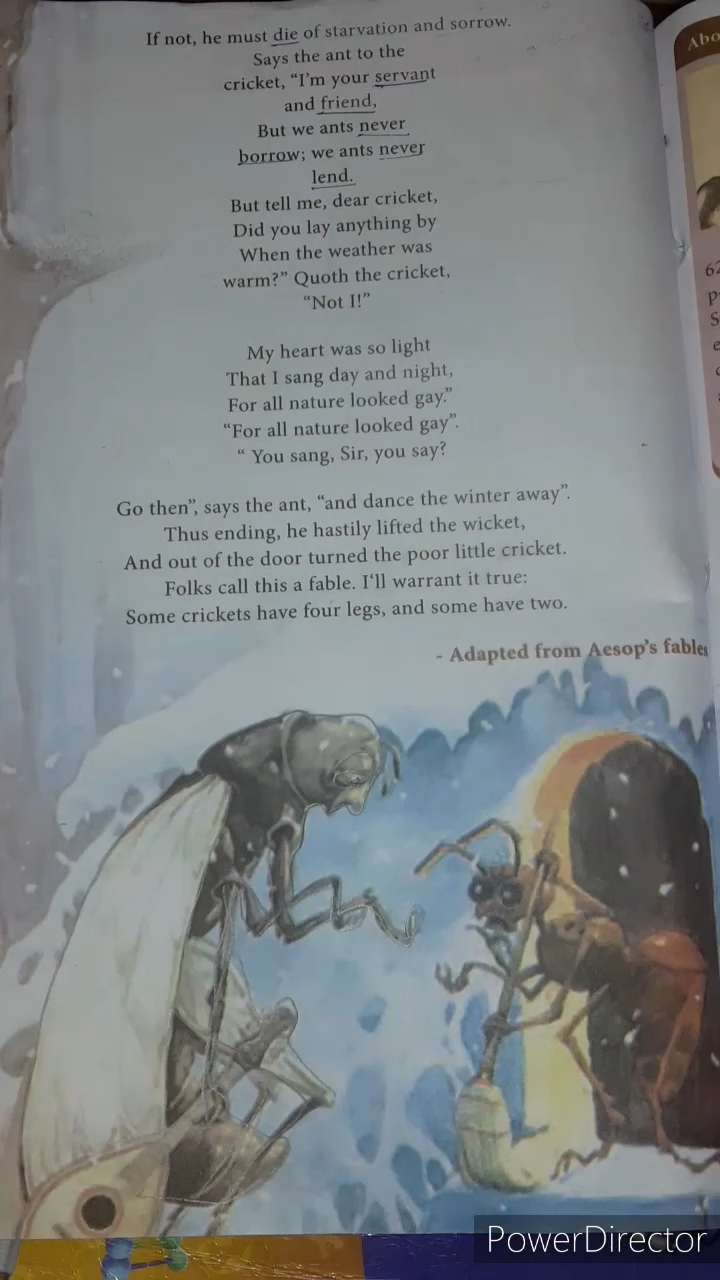 If not, he must die of starvation and sorrow.
Says the ant to the
cricket, “I'm your servant
and friend,
But we ants never
borrow; we ants never
lend.
But tell me, dear cricket,
Did you lay anything by
When the weather was
warm?” Quoth the cricket,
“Not I!”
My heart was so light
That I sang day and night,
For all nature looked gay.”
“For all nature looked gay”.
“ You sang, Sir, you say?
Go then”, says the ant, “and dance the winter away”.
Thus ending, he hastily lifted the wicket,
And out of the door turned the poor little cricket.
Folks call this a fable. I‘ll warrant it true:
Some crickets have four legs, and some have two.
- Adapted from Aesop's fables
Abo
62
PowerDirector